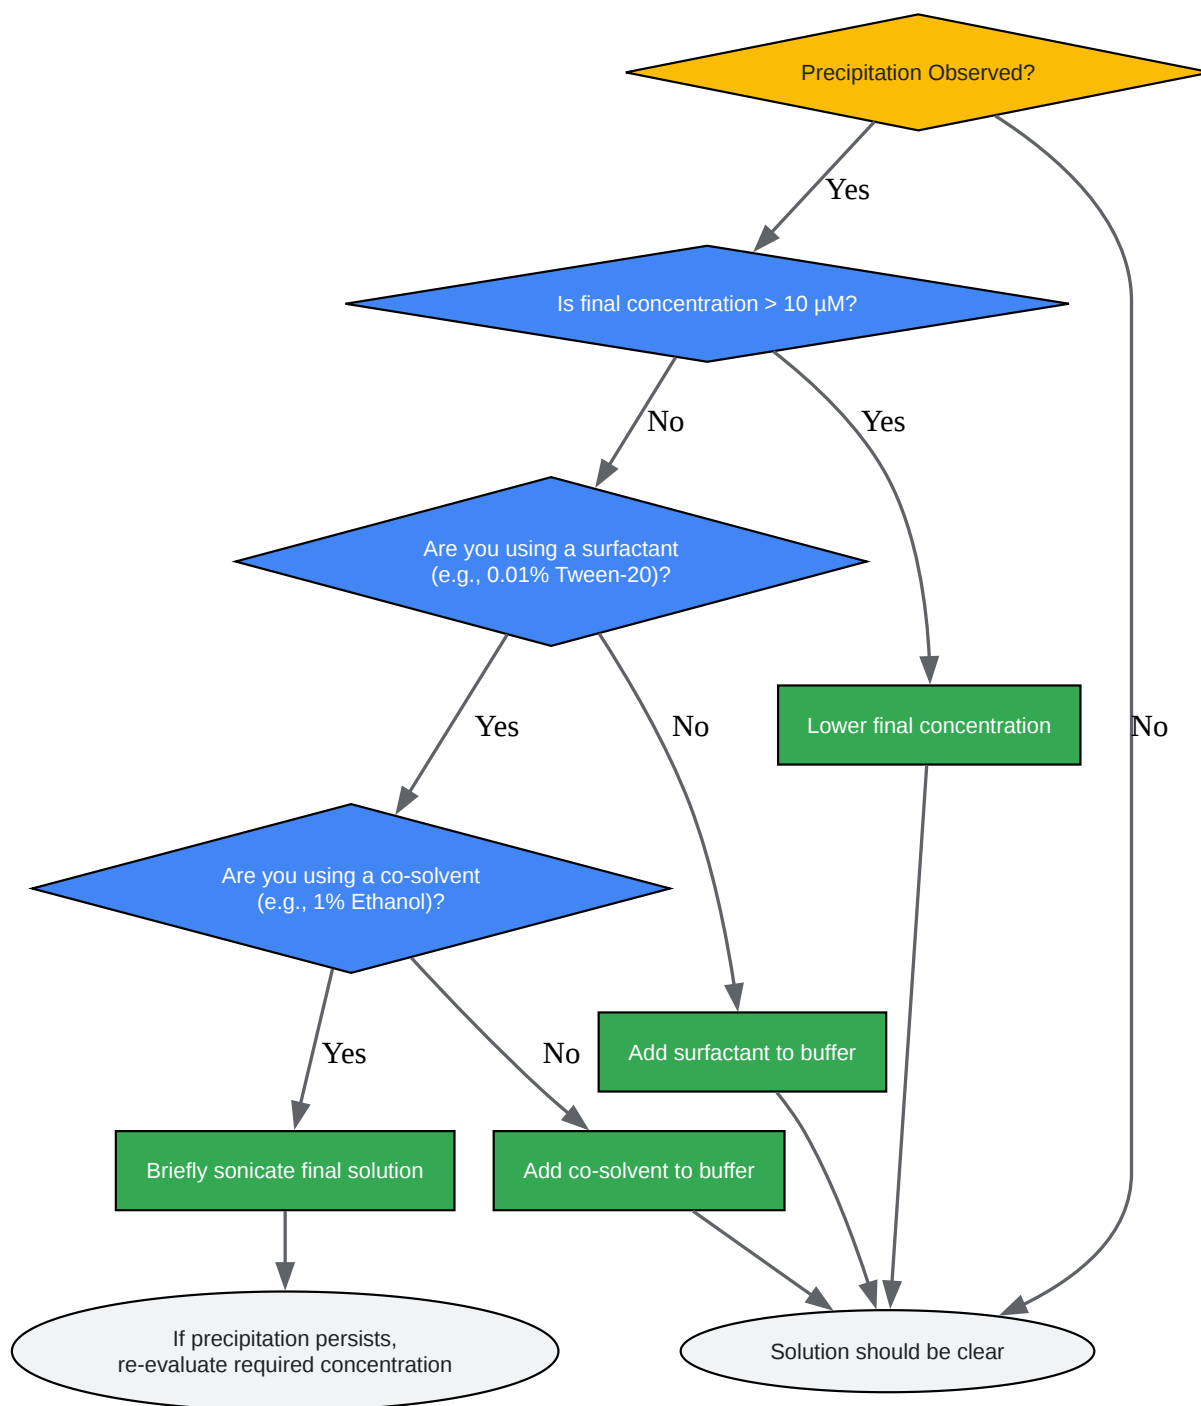 Precipitation Observed?
Yes
Is final concentration > 10 µM?
No
Yes
Are you using a surfactant
(e.g., 0.01% Tween-20)?
Yes
No
Lower final concentration
No
Are you using a co-solvent
(e.g., 1% Ethanol)?
Yes
No
Add surfactant to buffer
Briefly sonicate final solution
Add co-solvent to buffer
If precipitation persists,
re-evaluate required concentration
Solution should be clear